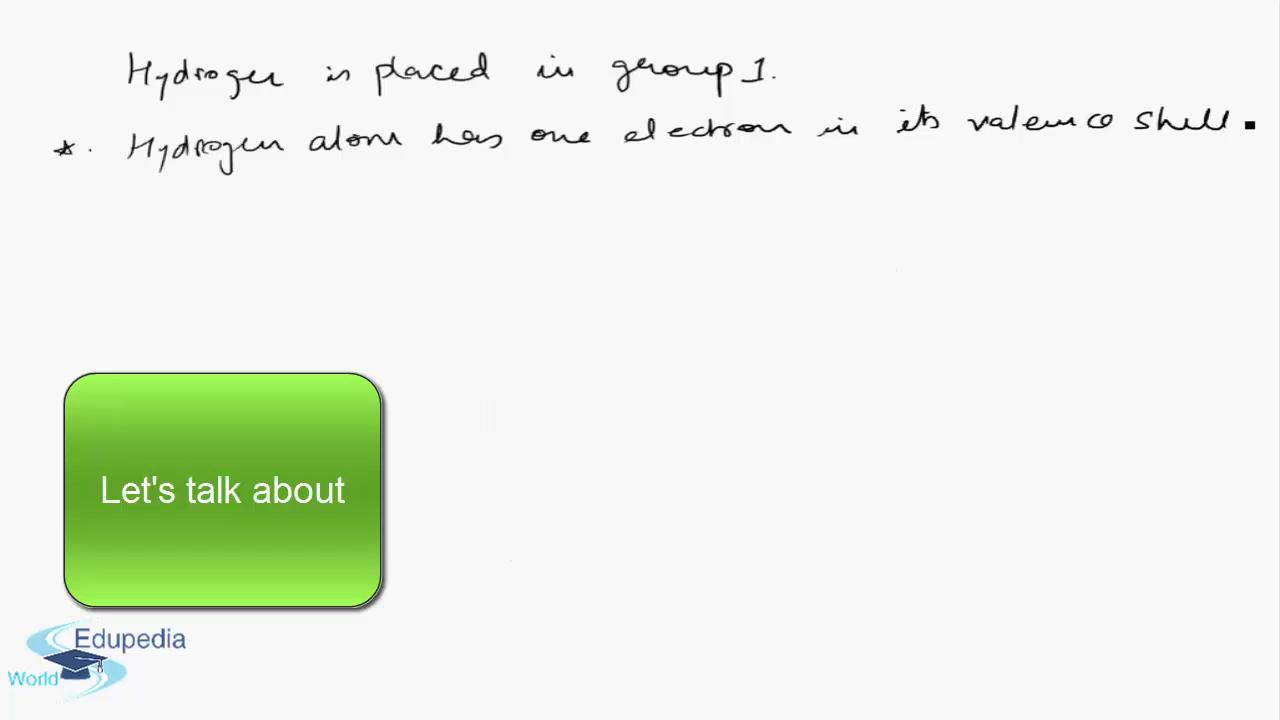 Hydrogen is placed in group 1.
*. Hydrogen atom has one electron in its valence shell.
Let's talk about
Edupedia
World